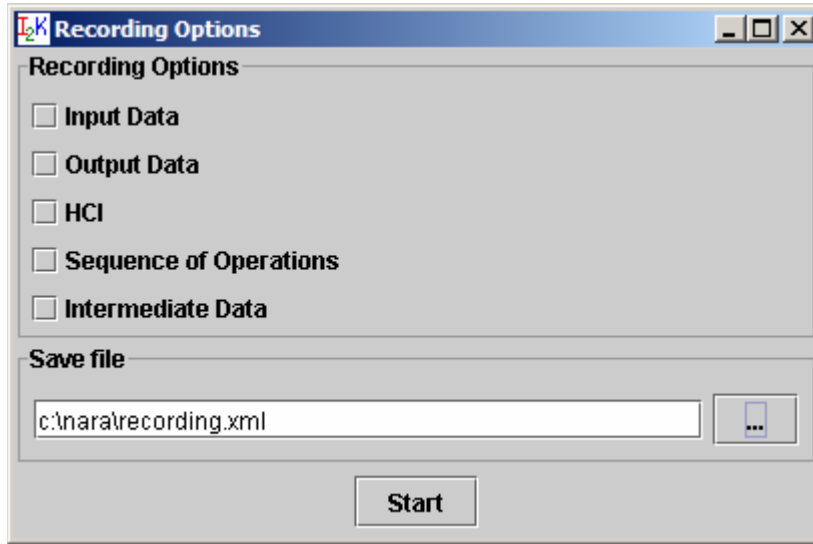 I2K Recording Options
Recording Options
Input Data
Output Data
HCI
Sequence of Operations
Intermediate Data
Save file
c:\nara\recording.xml
...
Start